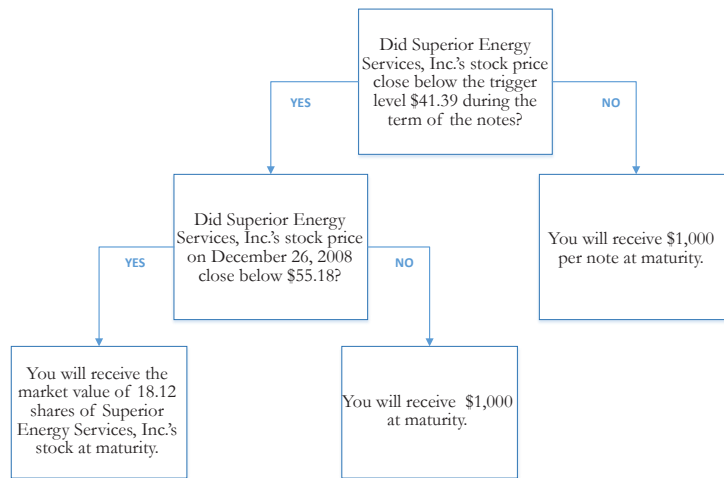 Did Superior Energy
Services, Inc.'s stock price
close below the trigger
level $41.39 during the
term of the notes?
YES
NO
Did Superior Energy
Services, Inc.'s stock price
on December 26, 2008
close below $55.18?
You will receive $1,000
per note at maturity.
YES
NO
You will receive the
market value of 18.12
shares of Superior
Energy Services, Inc.'s
stock at maturity.
You will receive $1,000
at maturity.